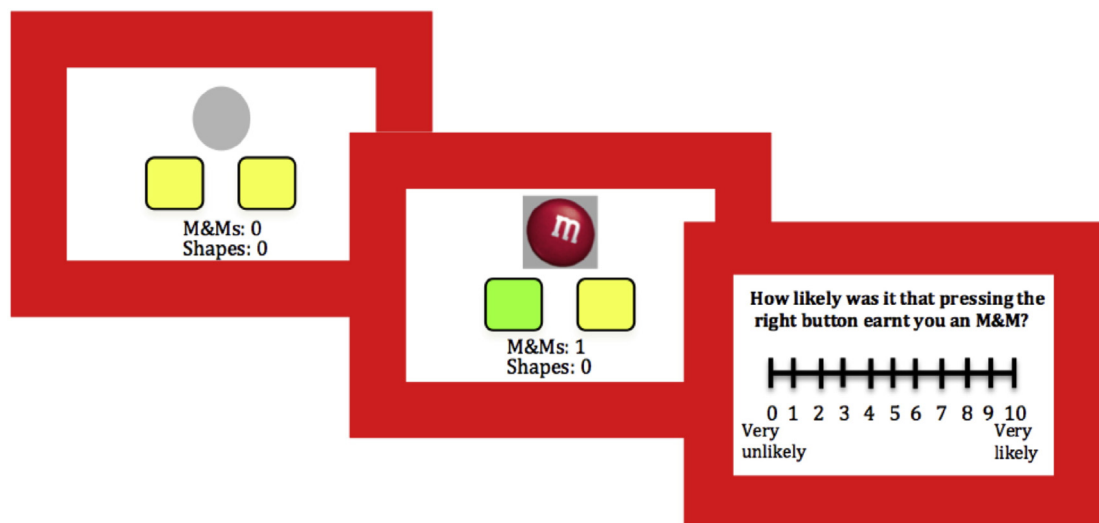 M&Ms: 0
Shapes: 0
m
M&Ms: 1
Shapes: 0
How likely was it that pressing the
right button earnt you an M&M?
0 1 2 3 4 5 6 7 8 9 10
Very unlikely
Very likely